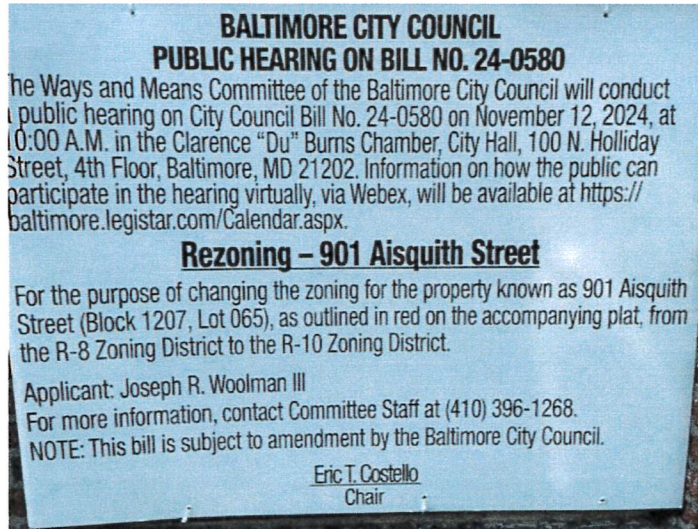 BALTIMORE CITY COUNCIL
PUBLIC HEARING ON BILL NO. 24-0580
he Ways and Means Committee of the Baltimore City Council will conduct
public hearing on City Council Bill No. 24-0580 on November 12, 2024, at
10:00 A.M. in the Clarence “Du” Burns Chamber, City Hall, 100 N. Holliday
Street, 4th Floor, Baltimore, MD 21202. Information on how the public can
participate in the hearing virtually, via Webex, will be available at https://
baltimore.legistar.com/Calendar.aspx.
Rezoning – 901 Aisquith Street
For the purpose of changing the zoning for the property known as 901 Aisquith
Street (Block 1207, Lot 065), as outlined in red on the accompanying plat, from
the R-8 Zoning District to the R-10 Zoning District.
Applicant: Joseph R. Woolman III
For more information, contact Committee Staff at (410) 396-1268.
NOTE: This bill is subject to amendment by the Baltimore City Council.
Eric T. Costello
Chair